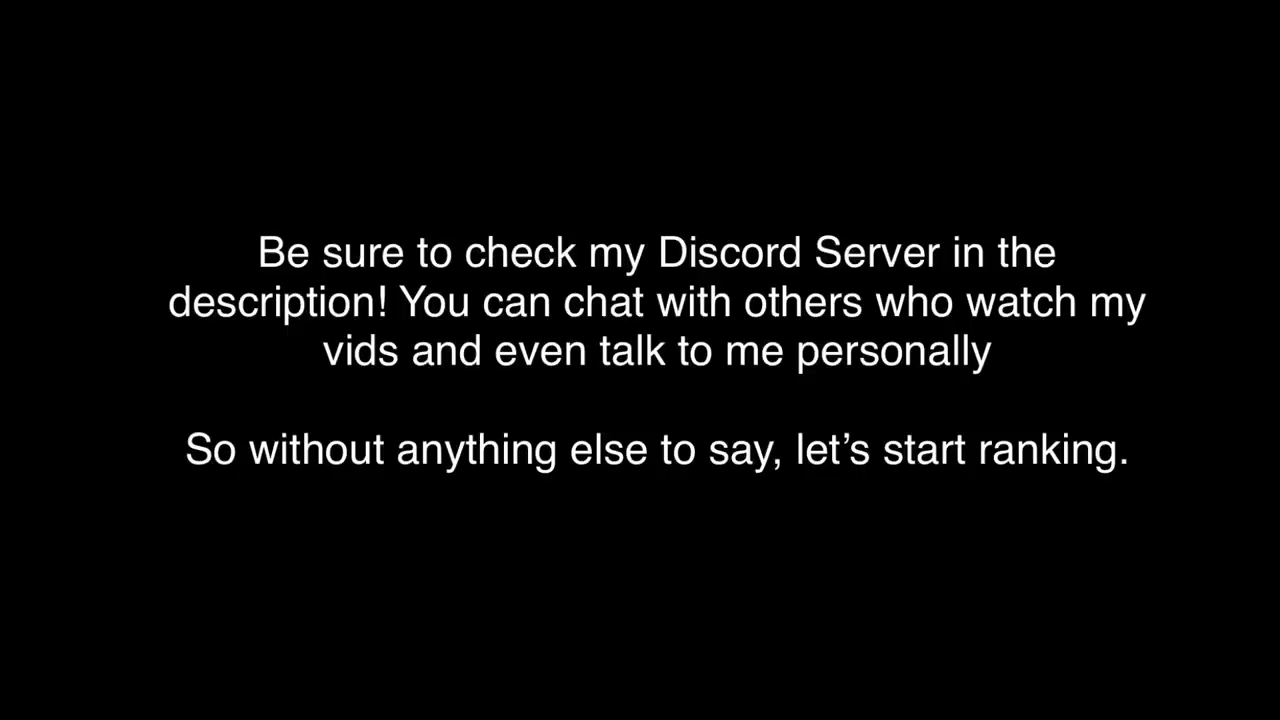 Be sure to check my Discord Server in the
description! You can chat with others who watch my
vids and even talk to me personally
So without anything else to say, let’s start ranking.